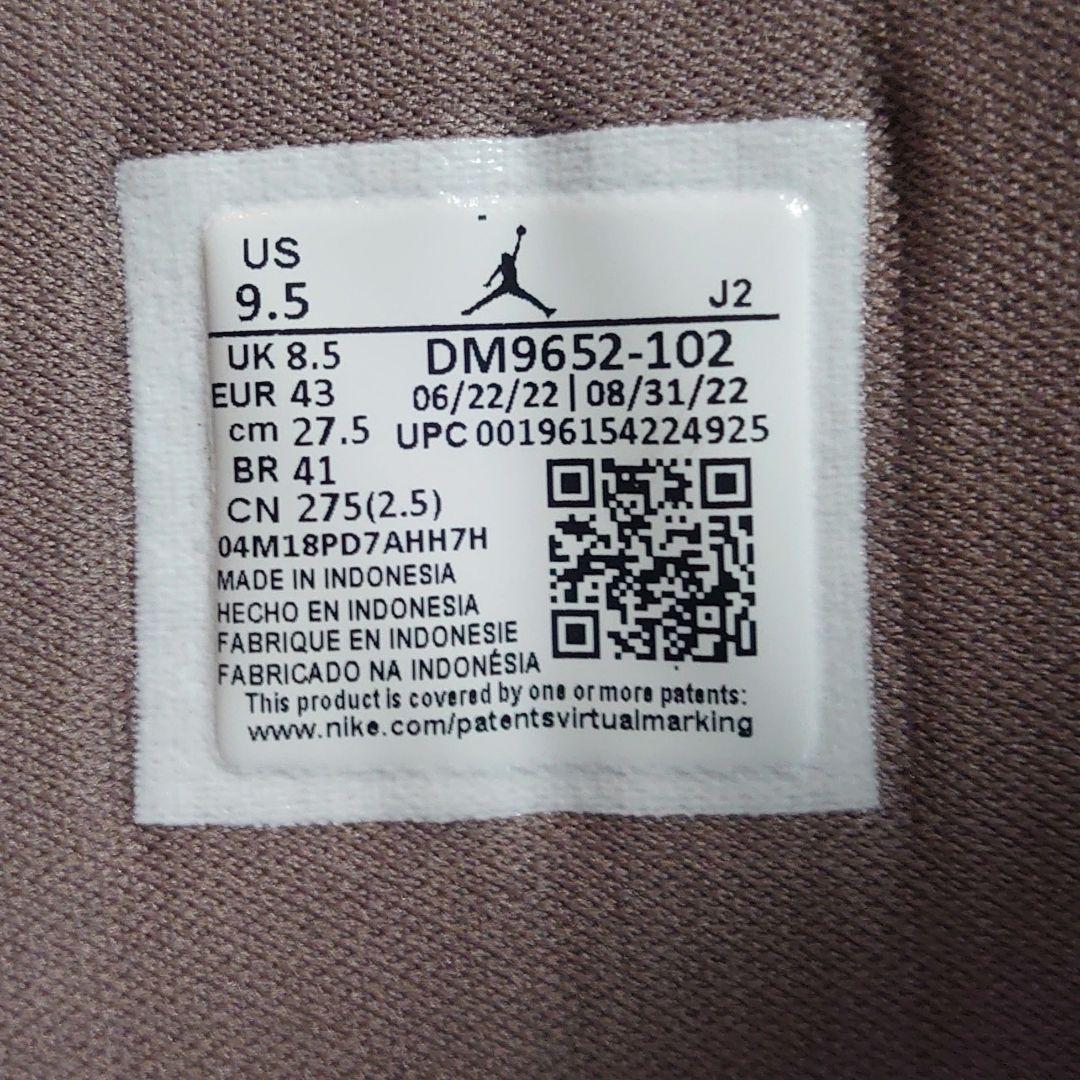 US
9.5
J2
UK 8.5
DM9652-102
EUR 43
06/22/22 | 08/31/22
cm 27.5
UPC 00196154224925
BR 41
CN 275(2.5)
04M18PD7AHH7H
MADE IN INDONESIA
HECHO EN INDONESIA
FABRIQUE EN INDONESIE
FABRICADO NA INDONÉSIA
This product is covered by one or more patents:
www.nike.com/patentsvirtualmarking